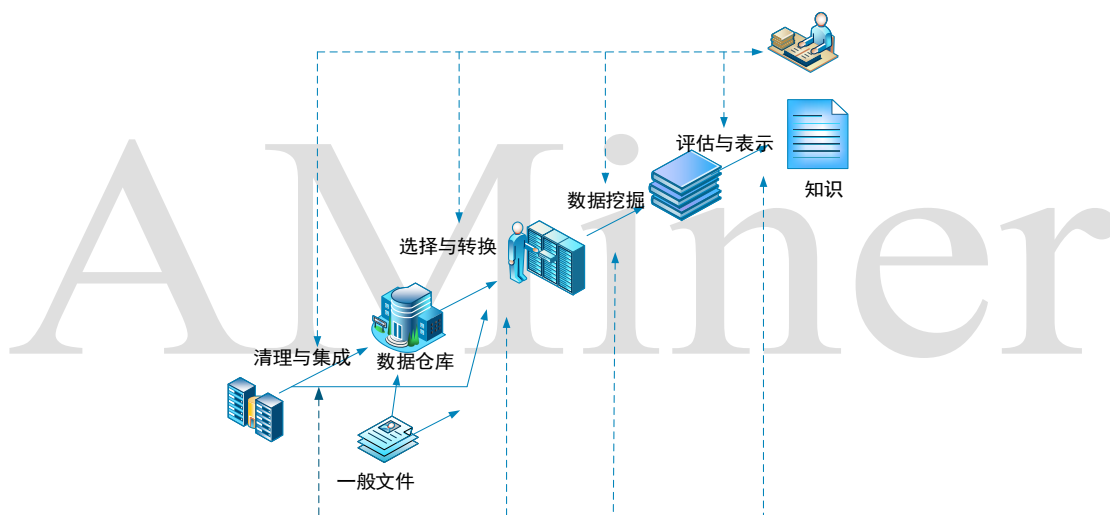 评估与表示
知识
数据挖掘
选择与转换
清理与集成
数据仓库
一般文件
AMiner